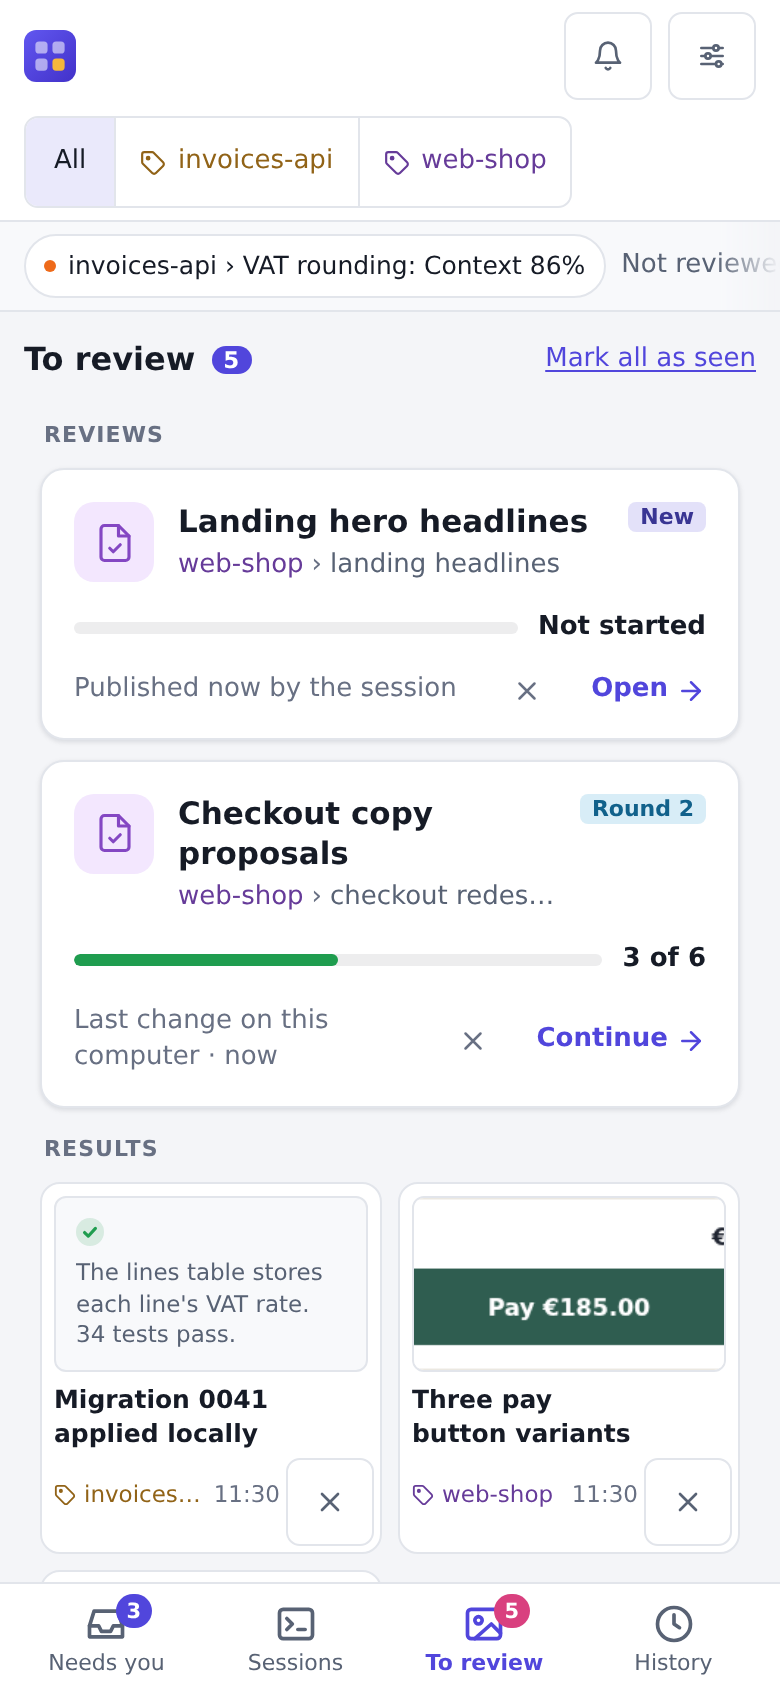 All
invoices-api
web-shop
invoices-api › VAT rounding: Context 86%
Not reviewe
To review 5
Mark all as seen
REVIEWS
Landing hero headlines
New
web-shop › landing headlines
Not started
Published now by the session
Open →
Checkout copy
proposals
Round 2
web-shop › checkout redes…
3 of 6
Last change on this
computer · now
Continue →
RESULTS
The lines table stores
each line's VAT rate.
34 tests pass.
Migration 0041
applied locally
invoices… 11:30
€
Pay €185.00
Three pay
button variants
web-shop 11:30
3
Needs you
Sessions
5
To review
History